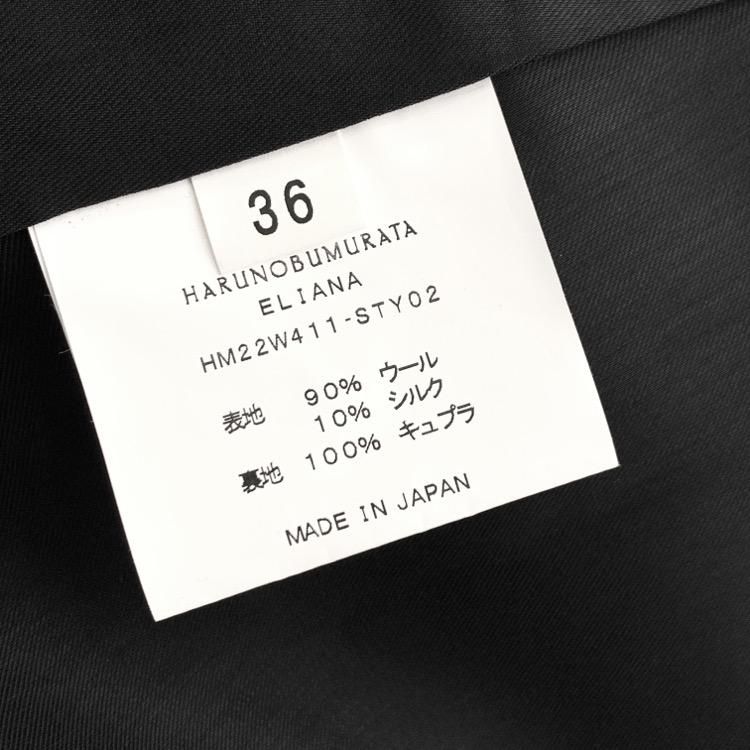 36
HARUNOBUMURATA
ELIANA
HM22W411-STY02
表地 90% ウール
10% シルク
裏地 100% キュプラ
MADE IN JAPAN